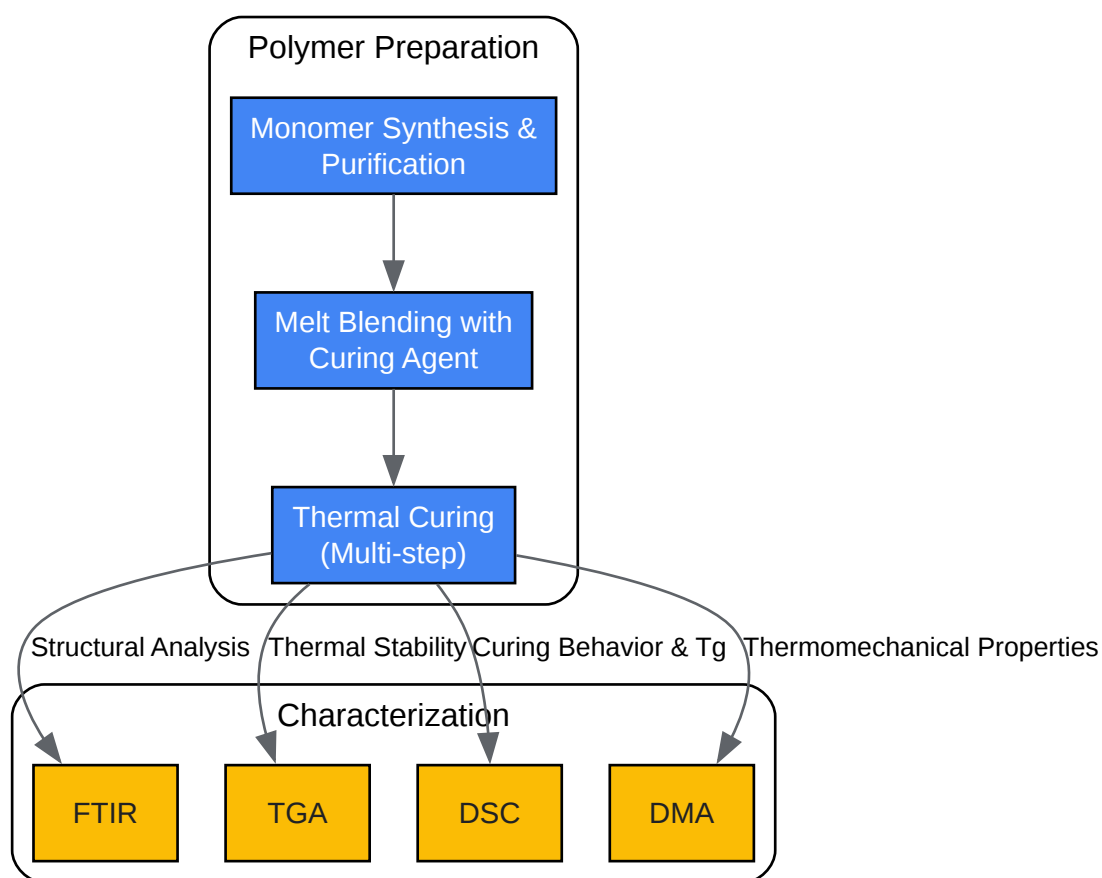 Polymer Preparation
Monomer Synthesis &
Purification
Melt Blending with
Curing Agent
Thermal Curing
(Multi-step)
Structural Analysis
Thermal Stability
Curing Behavior & Tg
Thermomechanical Properties
Characterization
FTIR
TGA
DSC
DMA